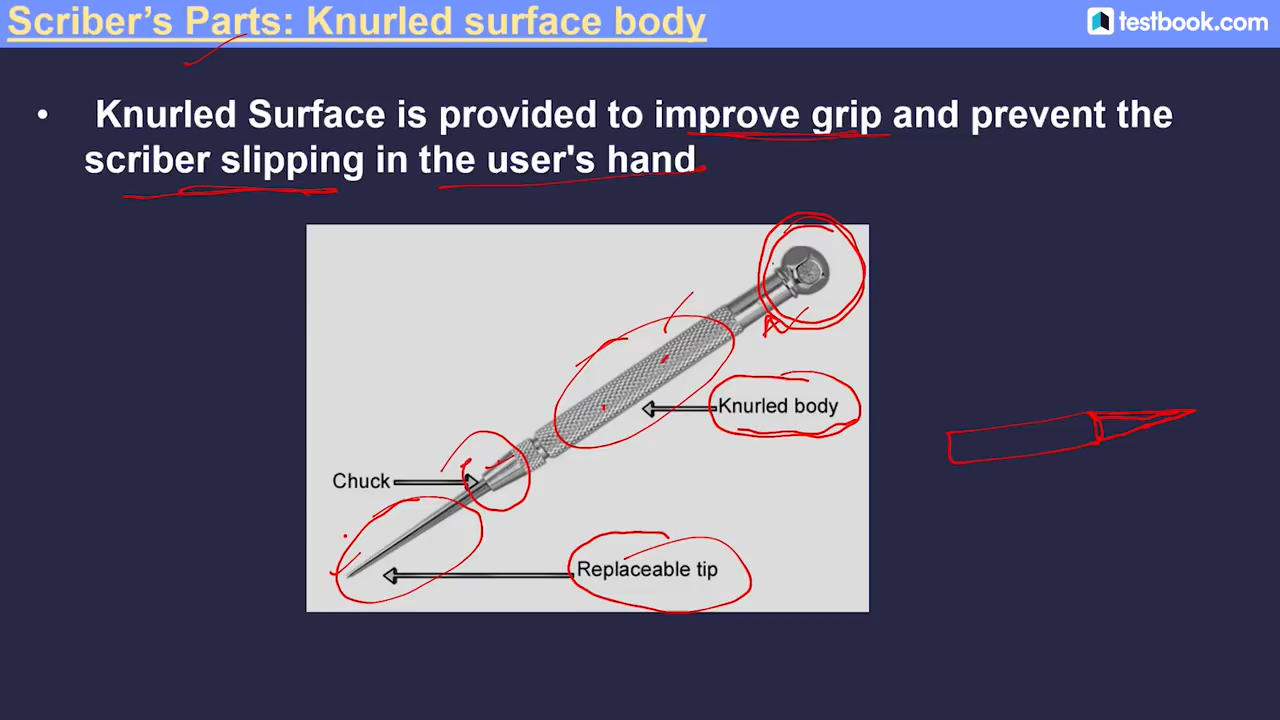 Scriber's Parts: Knurled surface body
testbook.com
• Knurled Surface is provided to improve grip and prevent the
scriber slipping in the user's hand
Knurled body
Chuck
Replaceable tip